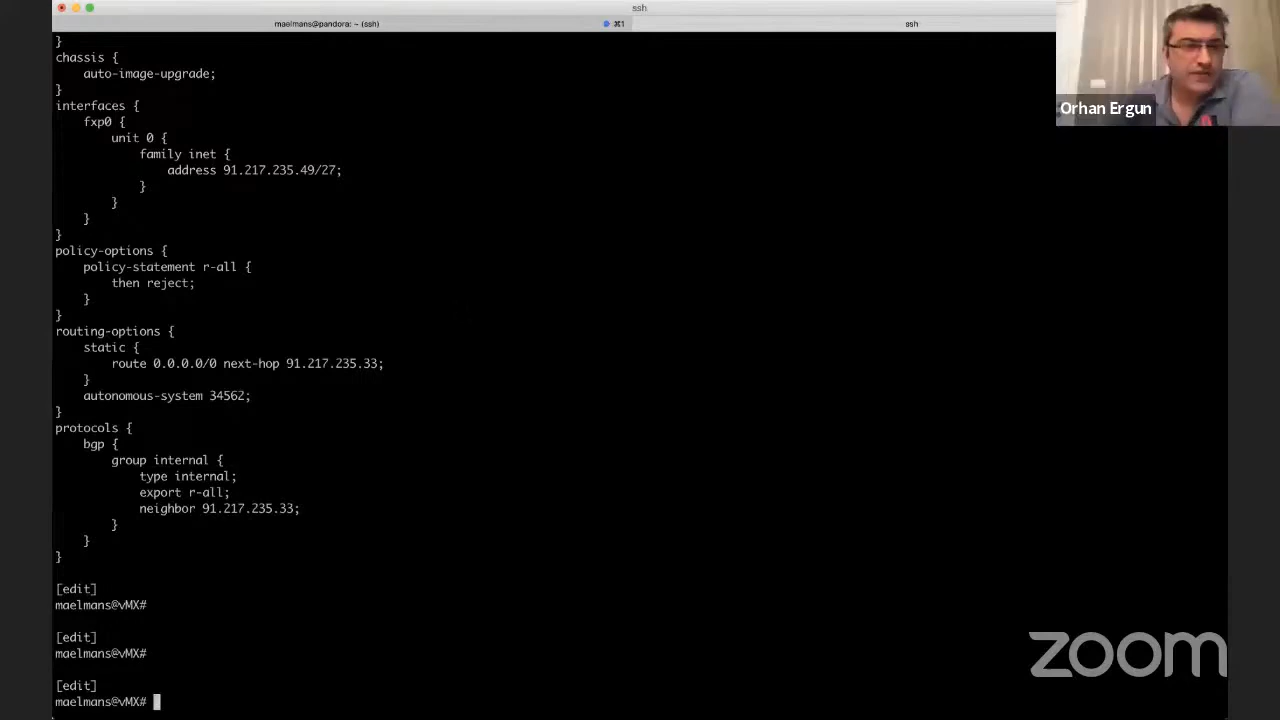 ssh
maelmans@pandora: ~ (ssh)
⌘1
ssh
}
chassis {
    auto-image-upgrade;
}
interfaces {
    fxp0 {
        unit 0 {
            family inet {
                address 91.217.235.49/27;
            }
        }
    }
}
policy-options {
    policy-statement r-all {
        then reject;
    }
}
routing-options {
    static {
        route 0.0.0.0/0 next-hop 91.217.235.33;
    }
    autonomous-system 34562;
}
protocols {
    bgp {
        group internal {
            type internal;
            export r-all;
            neighbor 91.217.235.33;
        }
    }
}
[edit]
maelmans@vMX#
[edit]
maelmans@vMX#
[edit]
maelmans@vMX#
Orhan Ergun
zoom